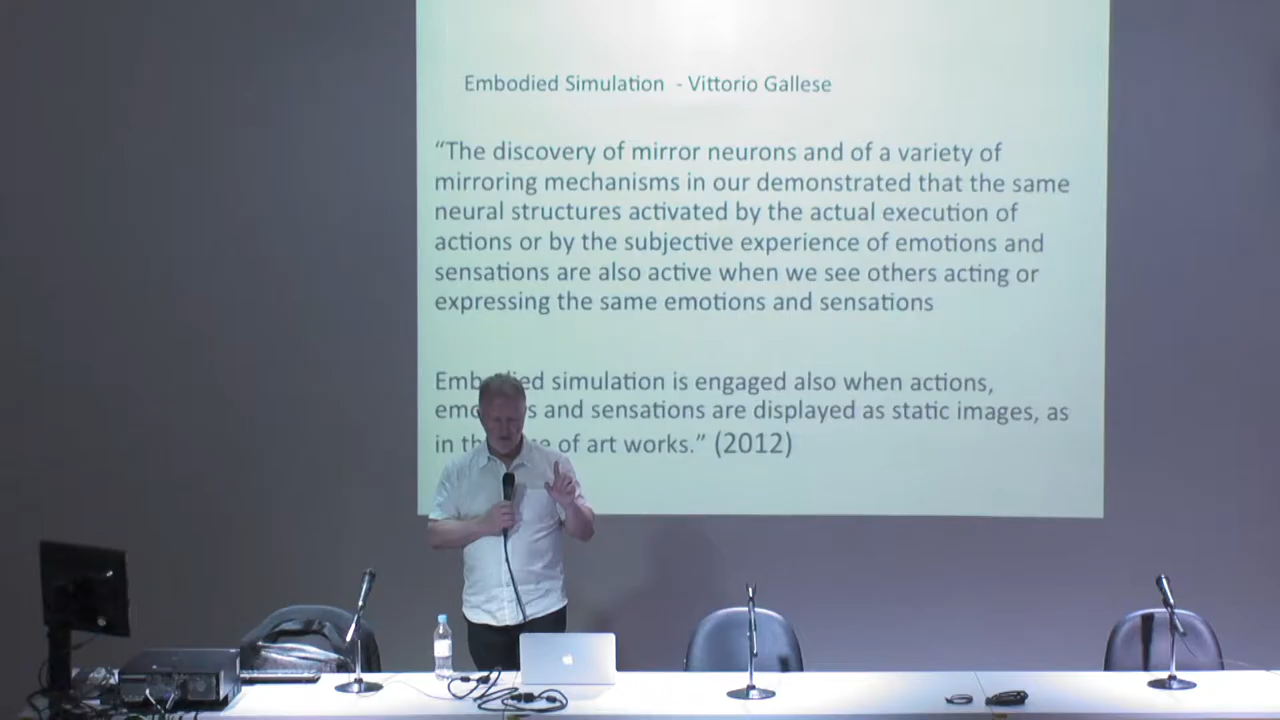 Embodied Simulation - Vittorio Gallese
“The discovery of mirror neurons and of a variety of
mirroring mechanisms in our demonstrated that the same
neural structures activated by the actual execution of
actions or by the subjective experience of emotions and
sensations are also active when we see others acting or
expressing the same emotions and sensations
simulation is engaged also when actions,
and sensations are displayed as static images, as
in of art works.” (2012)